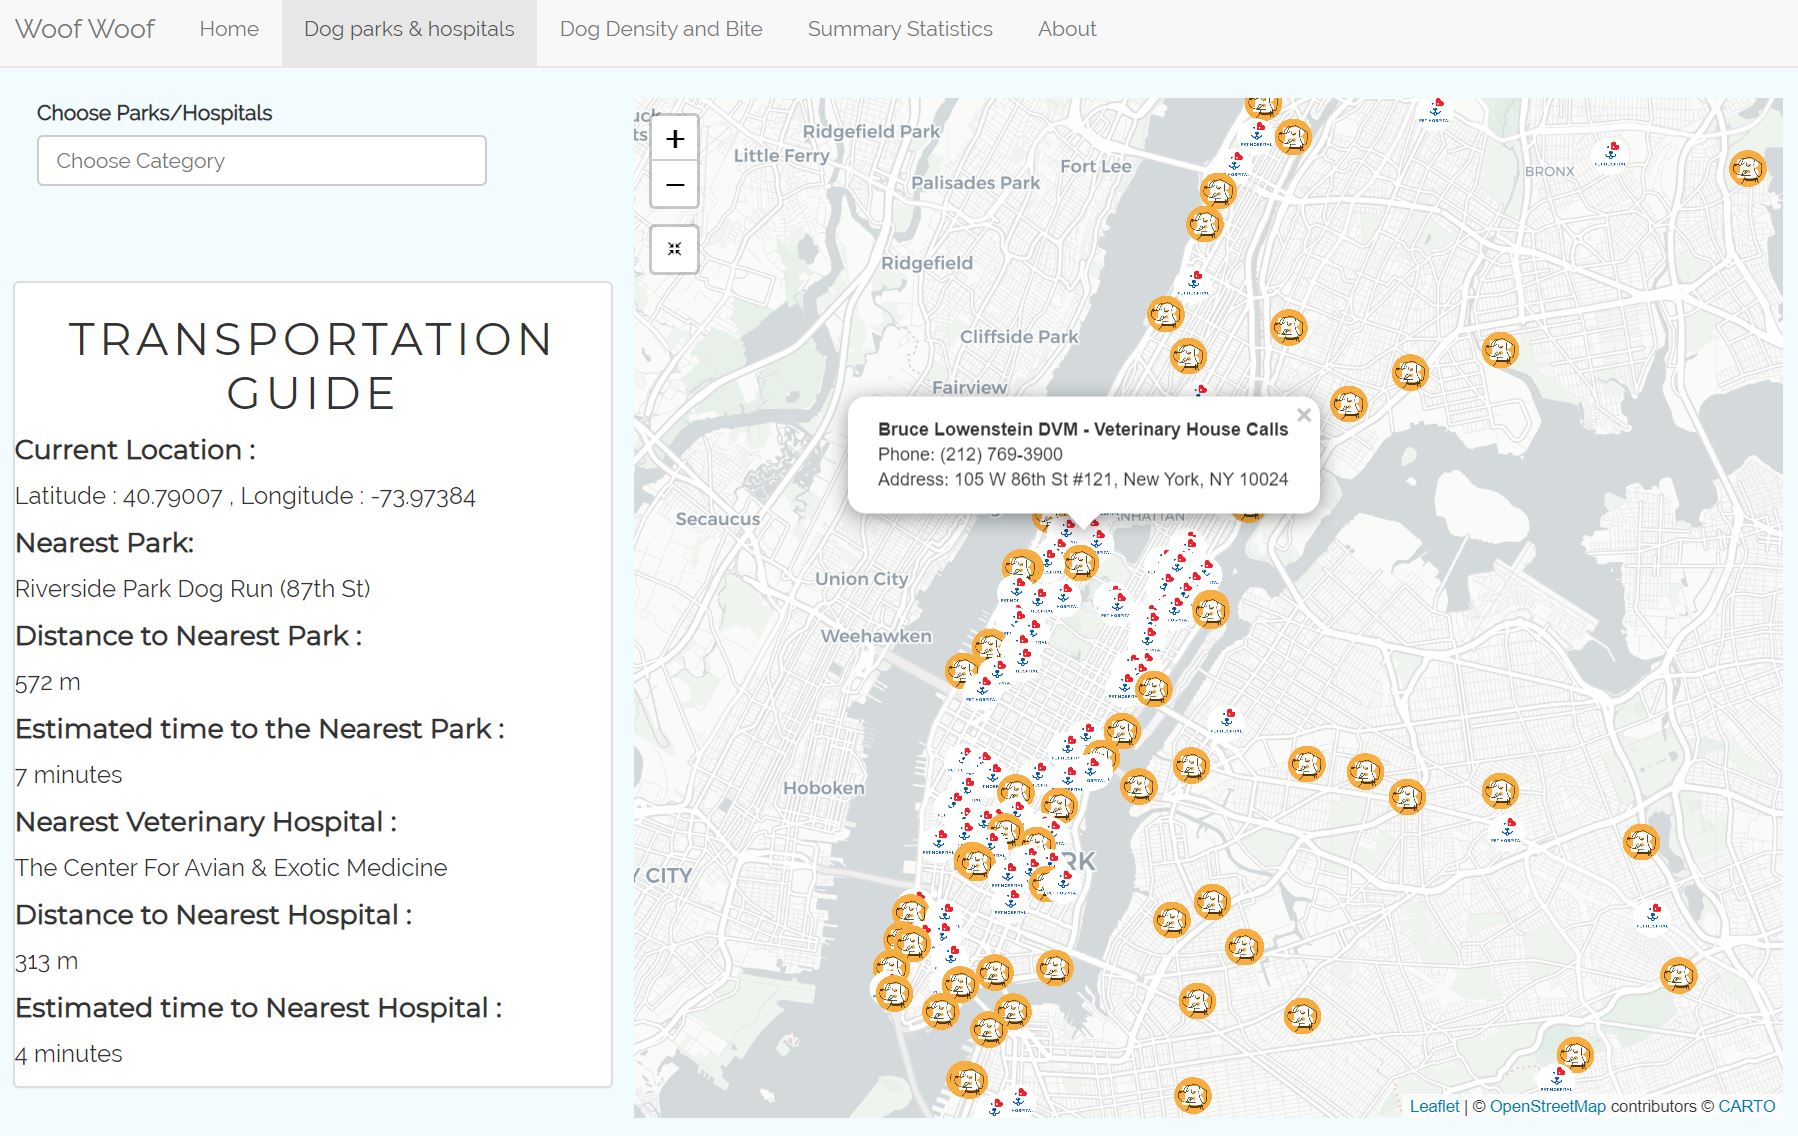 Woof Woof
Home
Dog parks & hospitals
Dog Density and Bite
Summary Statistics
About
Choose Parks/Hospitals
Choose Category
TRANSPORTATION
GUIDE
Current Location :
Latitude : 40.79007 , Longitude : -73.97384
Nearest Park:
Riverside Park Dog Run (87th St)
Distance to Nearest Park :
572 m
Estimated time to the Nearest Park :
7 minutes
Nearest Veterinary Hospital :
The Center For Avian & Exotic Medicine
Distance to Nearest Hospital :
313 m
Estimated time to Nearest Hospital :
4 minutes
+
−
Ridgefield Park
Little Ferry
Fort Lee
Palisades Park
BRONX
Ridgefield
Cliffside Park
Fairview
Bruce Lowenstein DVM - Veterinary House Calls
×
Phone: (212) 769-3900
Address: 105 W 86th St #121, New York, NY 10024
Secaucus
ANHATTAN
Union City
Weehawken
Hoboken
RK
Y CITY
PET HOSPITAL
Leaflet | © OpenStreetMap contributors © CARTO